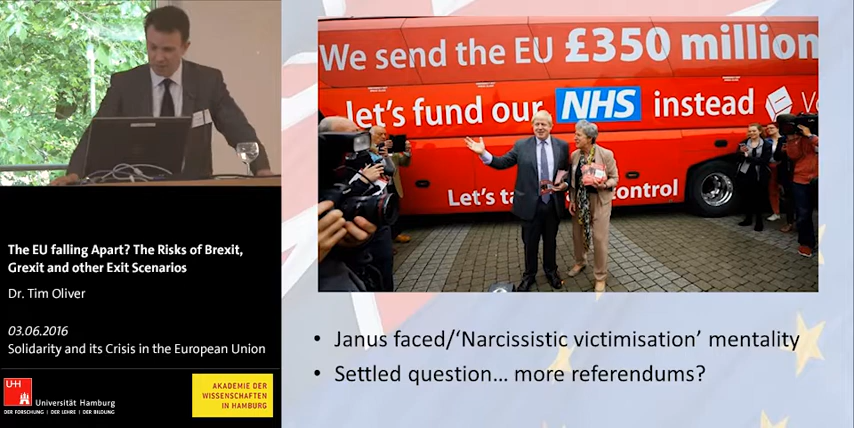 The EU falling Apart? The Risks of Brexit,
Grexit and other Exit Scenarios
Dr. Tim Oliver
03.06.2016
Solidarity and its Crisis in the European Union
UH
Universität Hamburg
DER FORSCHUNG | DER LEHRE | DER BILDUNG
AKADEMIE DER
WISSENSCHAFTEN
IN HAMBURG
We send the EU £350 million
let's fund our NHS instead
Let's control
• Janus faced/‘Narcissistic victimisation’ mentality
• Settled question… more referendums?